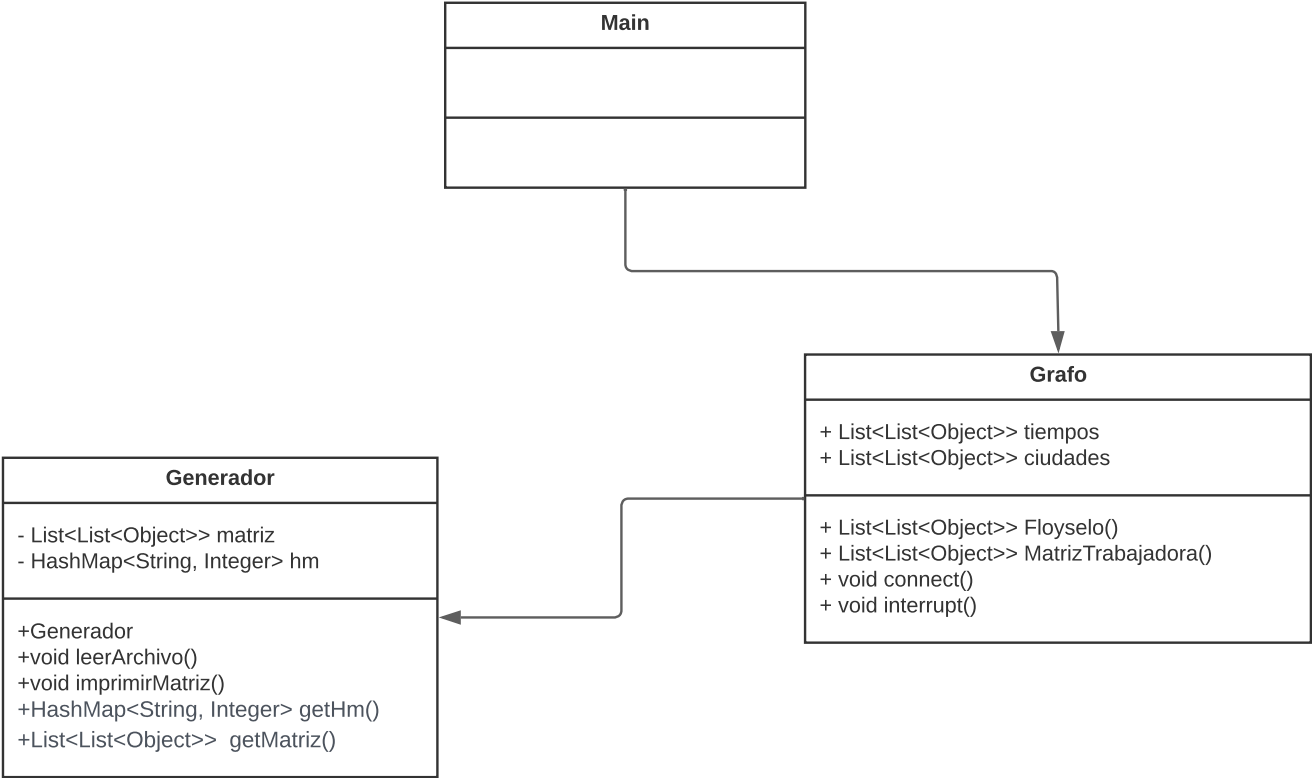 Main
Grafo
+ List<List<Object>> tiempos
+ List<List<Object>> ciudades
+ List<List<Object>> Floyselo()
+ List<List<Object>> MatrizTrabajadora()
+ void connect()
+ void interrupt()
Generador
- List<List<Object>> matriz
- HashMap<String, Integer> hm
+Generador
+void leerArchivo()
+void imprimirMatriz()
+HashMap<String, Integer> getHm()
+List<List<Object>>  getMatriz()